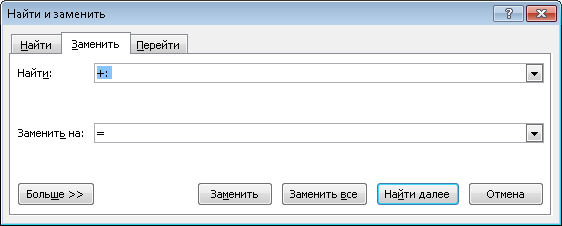 Найти и заменить
Найти Заменить Перейти
Найти: +:
Заменить на: =
Больше >> Заменить Заменить все Найти далее Отмена